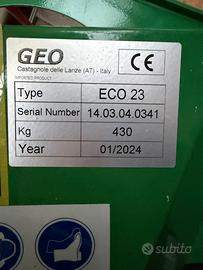 GEO
Castagnole delle Lanze (AT) - Italy
IMPORTED PRODUCT
CE
Type ECO 23
Serial Number 14.03.04.0341
Kg 430
Year 01/2024
subito